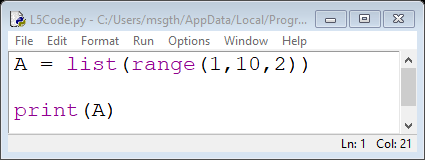 L5Code.py - C:/Users/msgth/AppData/Local/Progr...
File Edit Format Run Options Window Help
A = list(range(1,10,2))
print(A)
Ln: 1 Col: 21